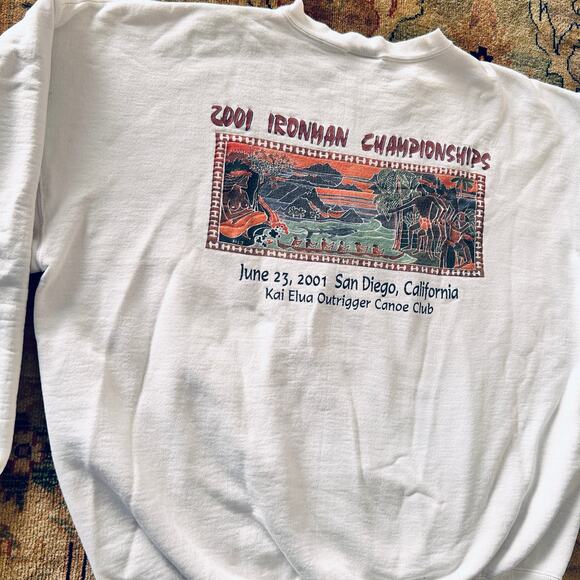 2001 IRONMAN CHAMPIONSHIPS
June 23, 2001 San Diego, California
Kai Elua Outrigger Canoe Club